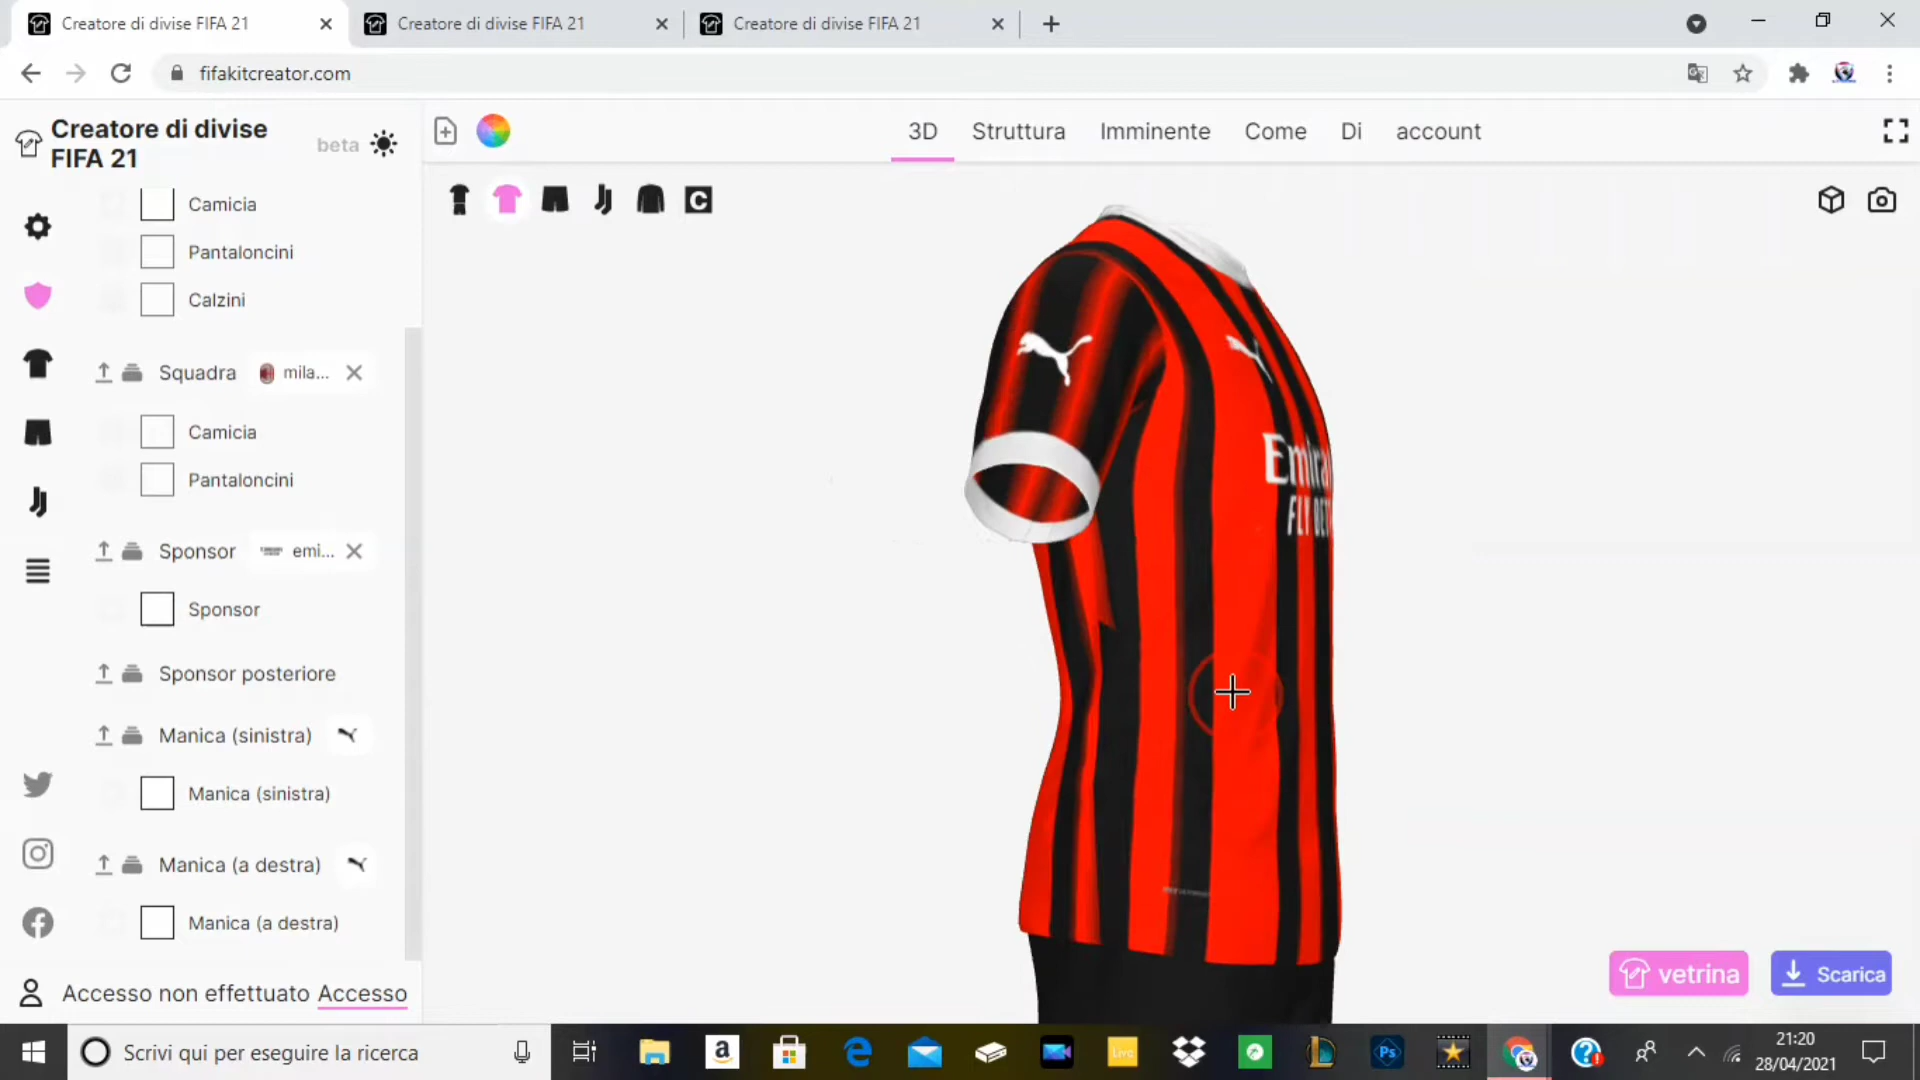 Creatore di divise FIFA 21
Creatore di divise FIFA 21
Creatore di divise FIFA 21
fifakitcreator.com
Creatore di divise
FIFA 21
beta
3D
Struttura
Imminente
Come
Di
account
C
Camicia
Pantaloncini
Calzini
Squadra
mila...
Camicia
Pantaloncini
Sponsor
emi...
Sponsor
Sponsor posteriore
Manica (sinistra)
Manica (sinistra)
Manica (a destra)
Manica (a destra)
Accesso non effettuato Accesso
Emira
FLY
vetrina
Scarica
Scrivi qui per eseguire la ricerca
Ps
21:20
28/04/2021